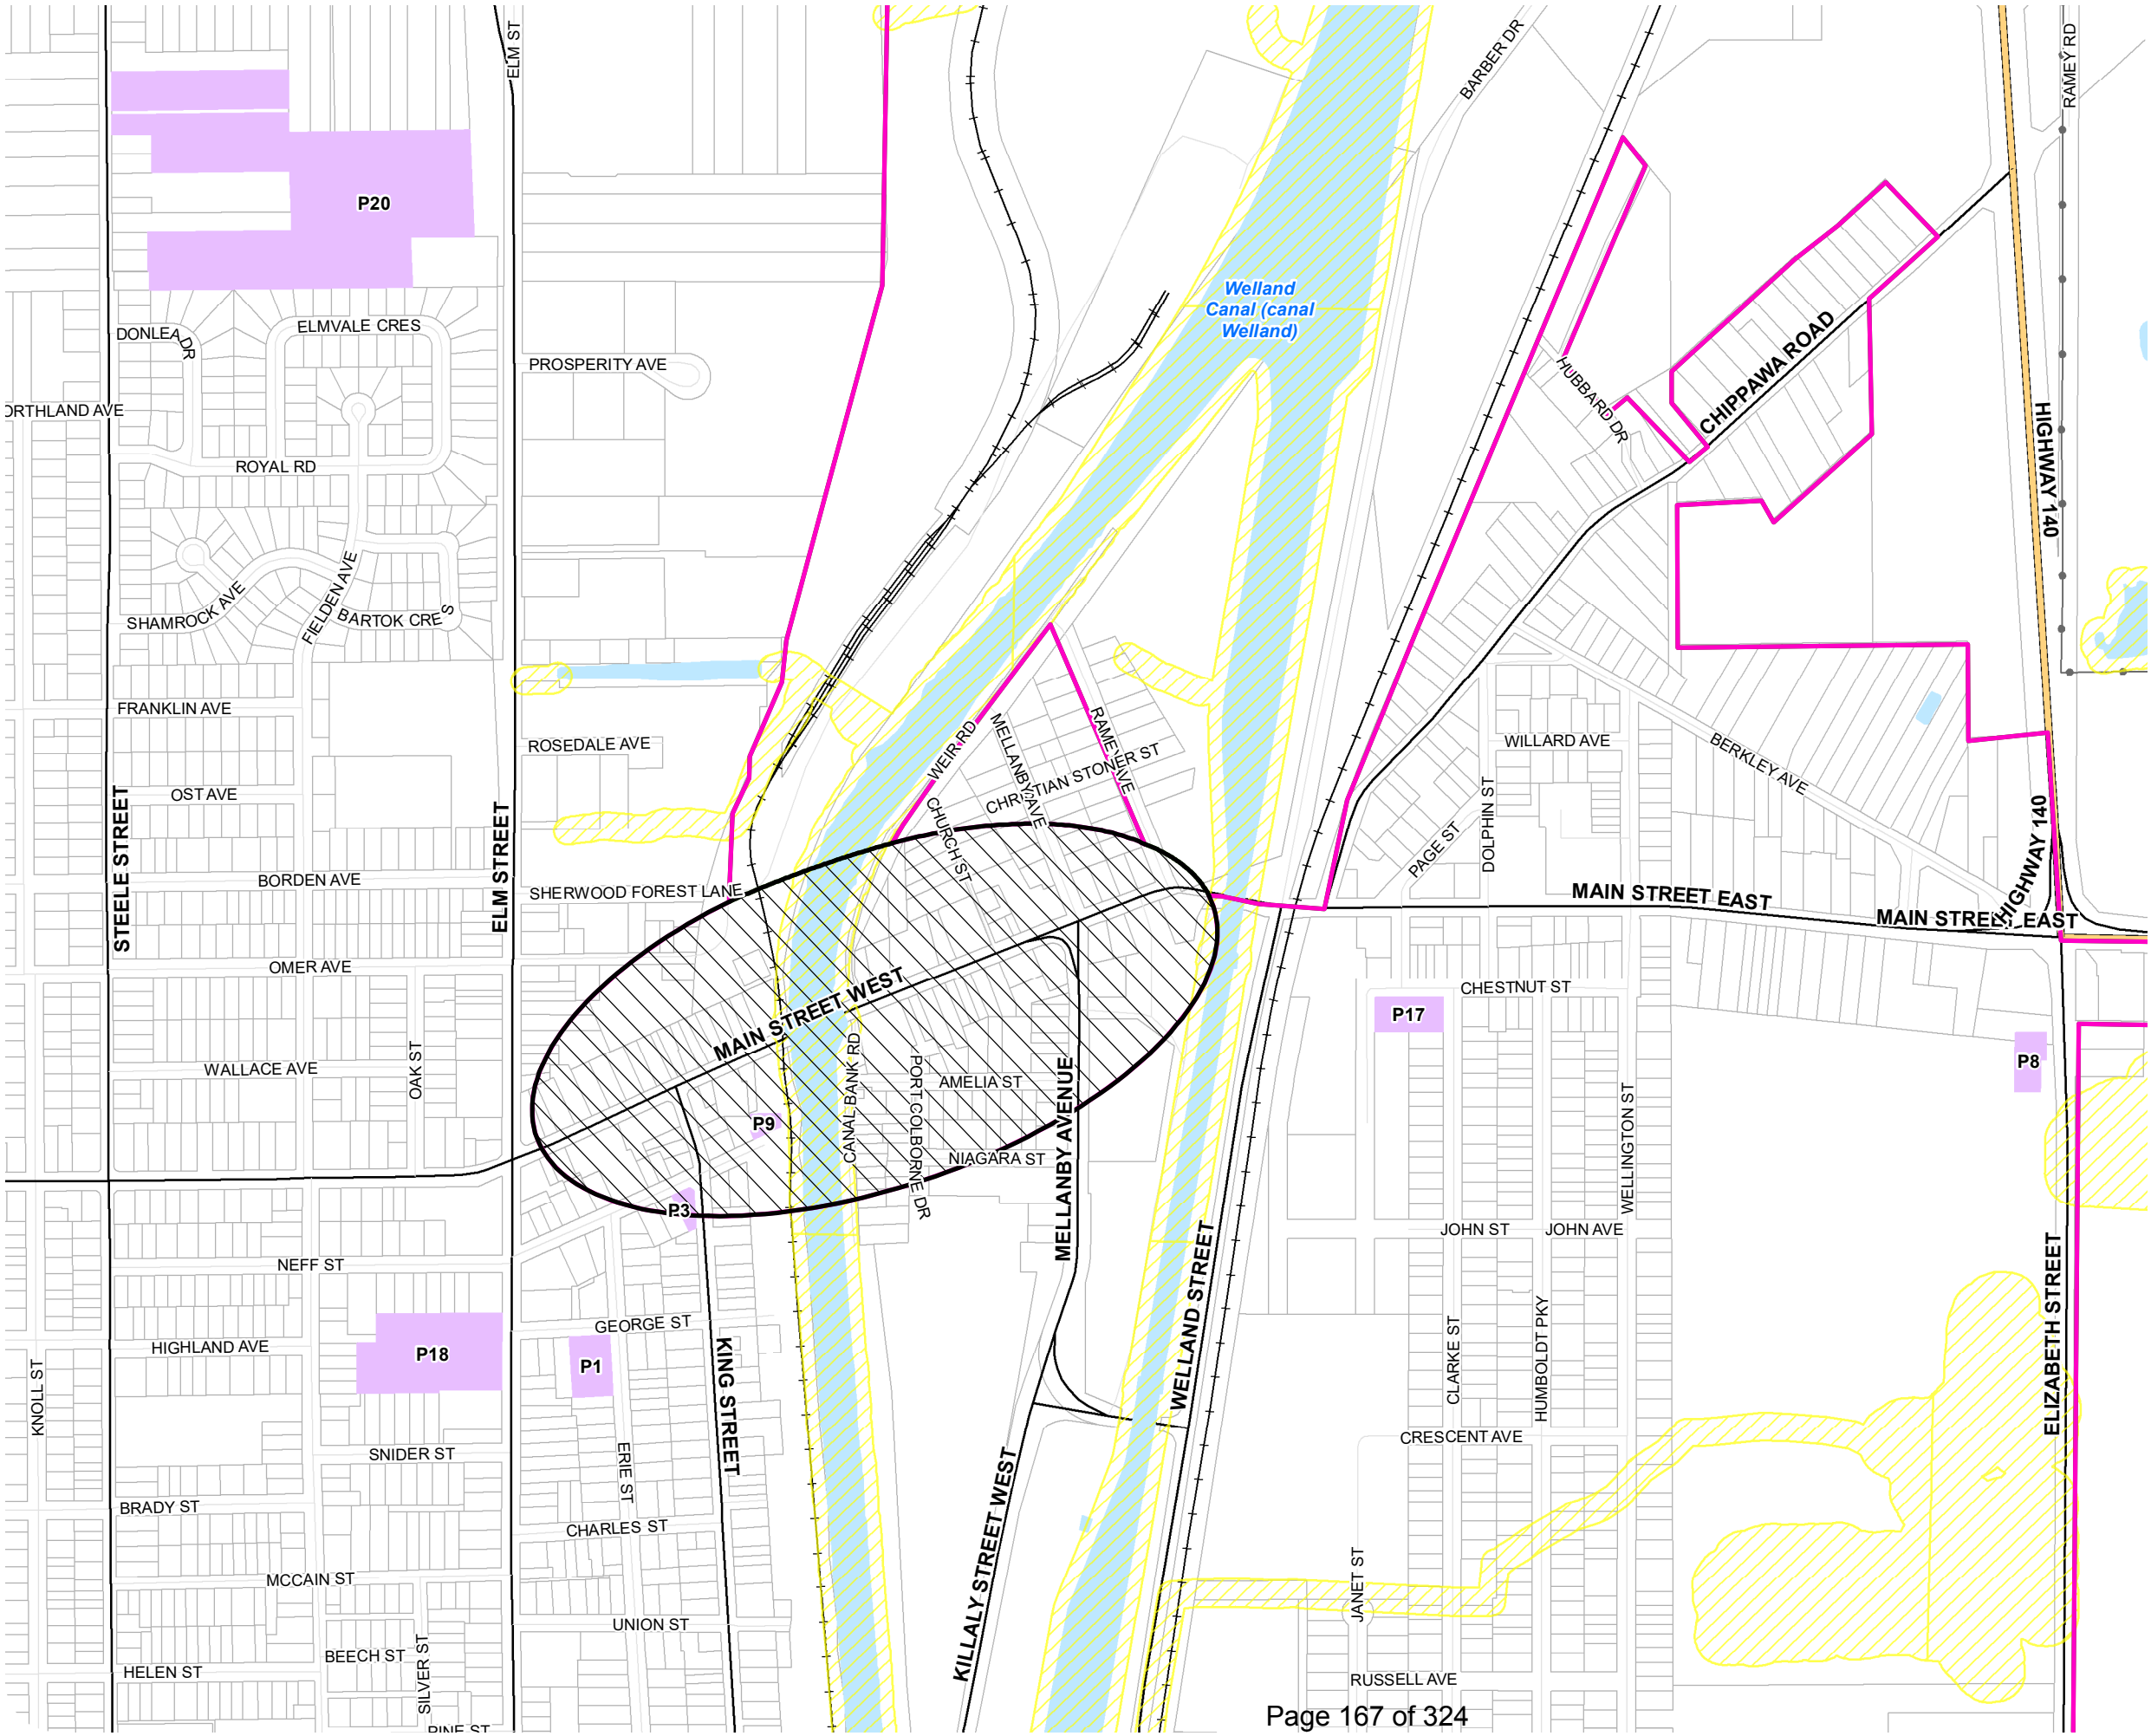 ELM ST
BARBER DR
RAMEY RD
P20
Welland
Canal (canal
Welland)
DONLEA DR
ELMVALE CRES
PROSPERITY AVE
CHIPPAWA ROAD
HUBBARD DR
ORTHLAND AVE
ROYAL RD
HIGHWAY 140
SHAMROCK AVE
FIELDEN AVE
BARTOK CRES
FRANKLIN AVE
ROSEDALE AVE
WEIR RD
MELLANBY AVE
RAMEY AVE
CHRISTIAN STONER ST
WILLARD AVE
BERKLEY AVE
OST AVE
STEELE STREET
ELM STREET
CHURCH ST
PAGE ST
DOLPHIN ST
HIGHWAY 140
BORDEN AVE
SHERWOOD FOREST LANE
MAIN STREET EAST
MAIN STREET EAST
OMER AVE
MAIN STREET WEST
CHESTNUT ST
P17
WALLACE AVE
OAK ST
CANAL BANK RD
PORT COLBORNE DR
AMELIA ST
MELLANBY AVENUE
P8
P9
NIAGARA ST
WELLINGTON ST
P3
JOHN ST
JOHN AVE
NEFF ST
WELLAND STREET
ELIZABETH STREET
GEORGE ST
HIGHLAND AVE
P18
P1
KING STREET
CLARKE ST
HUMBOLDT PKY
KNOLL ST
CRESCENT AVE
SNIDER ST
ERIE ST
BRADY ST
CHARLES ST
KILLALY STREET WEST
MCCAIN ST
JANET ST
UNION ST
BEECH ST
SILVER ST
HELEN ST
RUSSELL AVE
PINE ST
Page 167 of 324